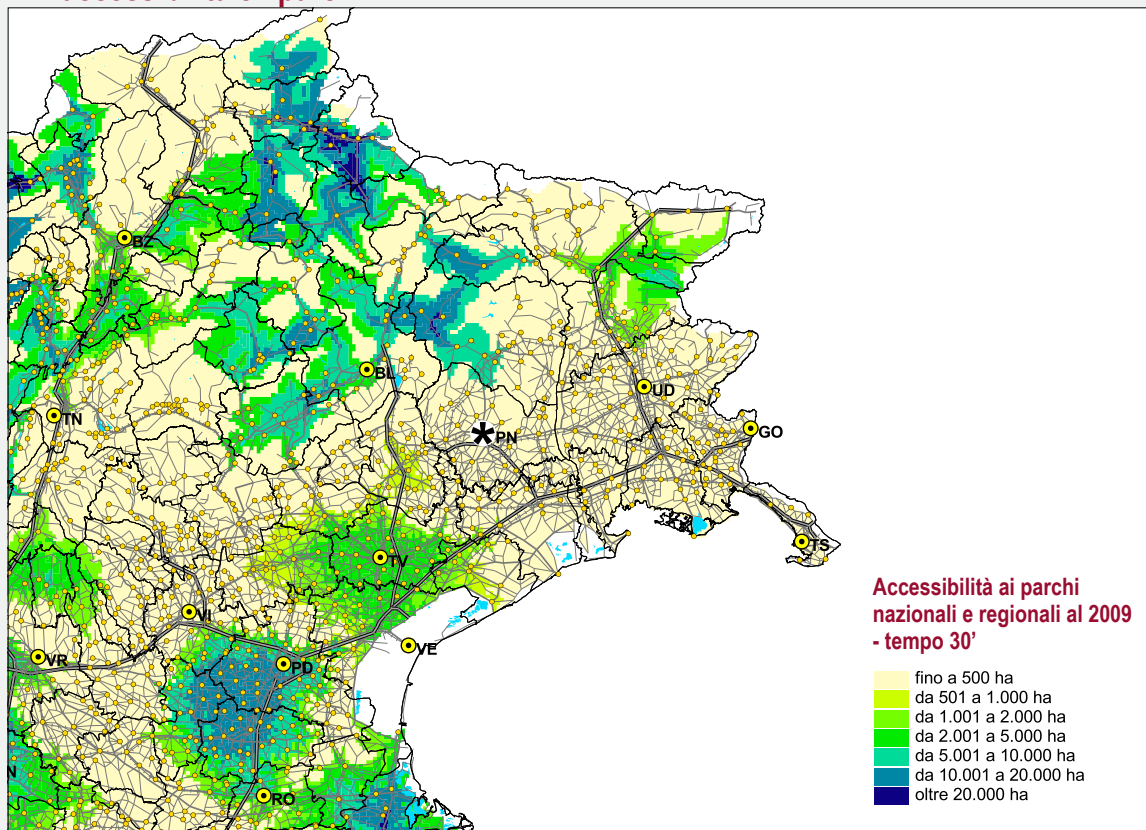 BZ
BL
UD
TN
PN
GO
TV
TS
VI
VE
VR
PD
N
RO
Accessibilità ai parchi
nazionali e regionali al 2009
- tempo 30’
fino a 500 ha
da 501 a 1.000 ha
da 1.001 a 2.000 ha
da 2.001 a 5.000 ha
da 5.001 a 10.000 ha
da 10.001 a 20.000 ha
oltre 20.000 ha